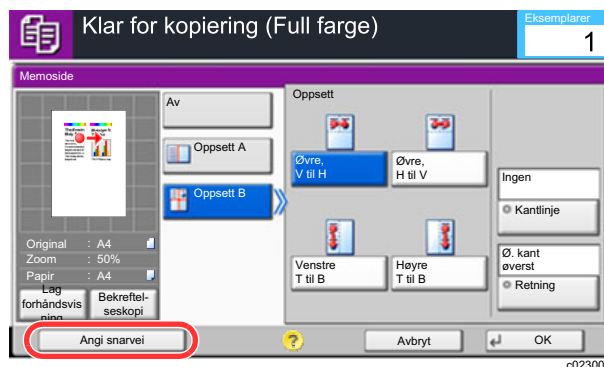 Klar for kopiering (Full farge)
Eksemplarer
1
Memoside
Av
Oppsett A
Oppsett B
Original : A4
Zoom : 50%
Papir : A4
Lag
forhåndsvis
ning
Bekreftel-
seskopi
Oppsett
Øvre,
V til H
Øvre,
H til V
Venstre
T til B
Høyre
T til B
Ingen
Kantlinje
Ø. kant
øverst
Retning
Angi snarvei
?
Avbryt
OK
c02300